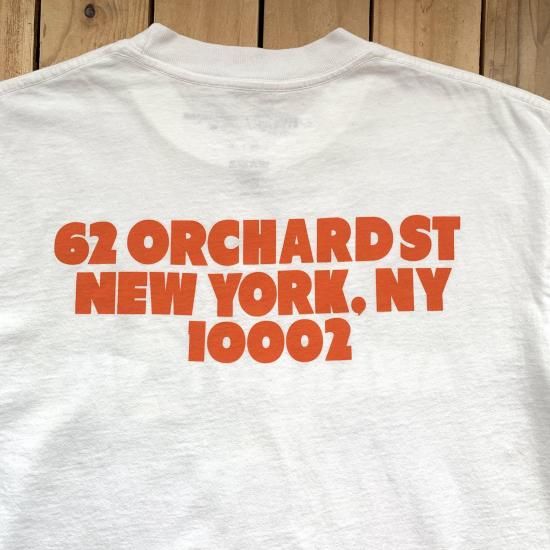 62 ORCHARD ST
NEW YORK, NY
10002